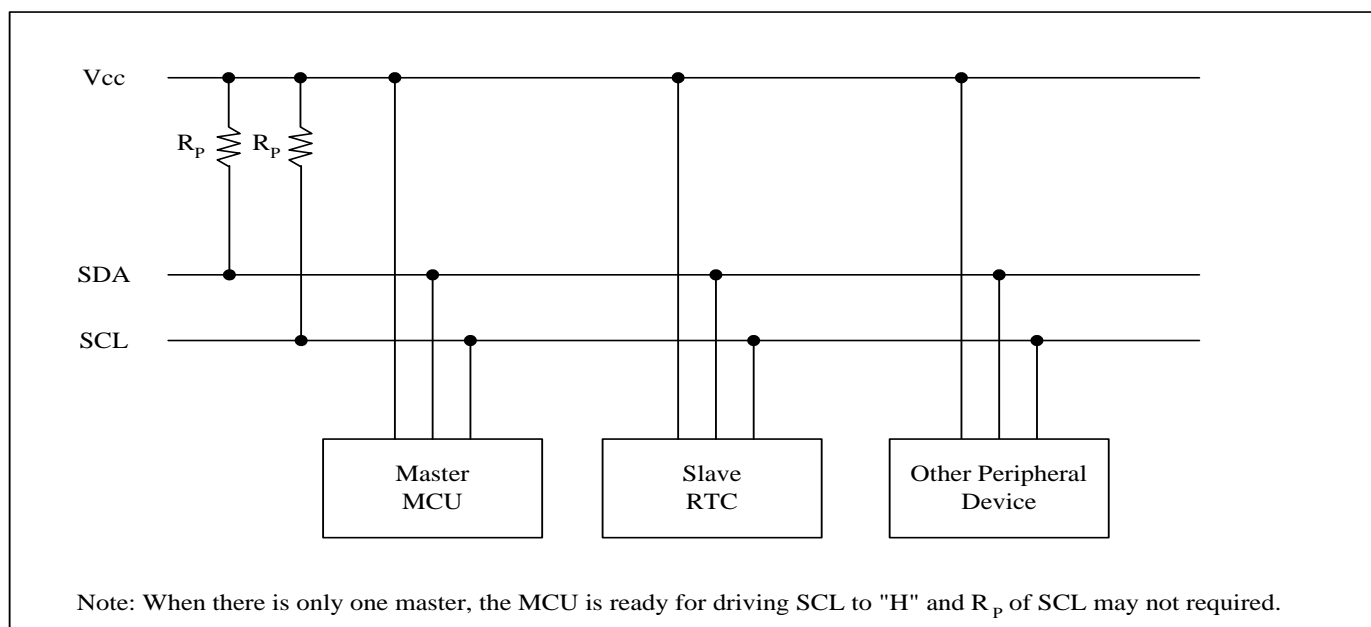 Vcc
R_P R_P
SDA
SCL
Master
MCU
Slave
RTC
Other Peripheral
Device
Note: When there is only one master, the MCU is ready for driving SCL to "H" and R_P of SCL may not required.